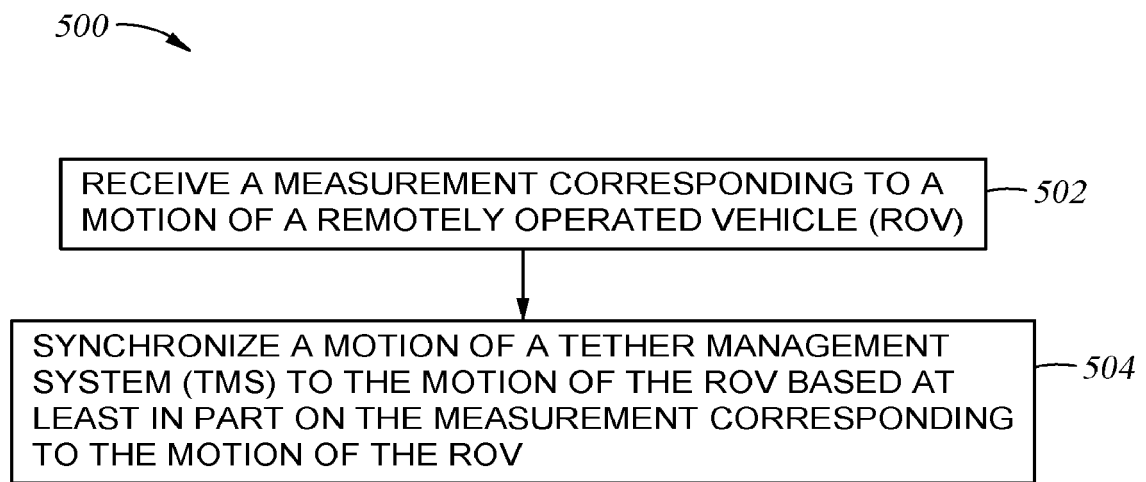 500
RECEIVE A MEASUREMENT CORRESPONDING TO A
MOTION OF A REMOTELY OPERATED VEHICLE (ROV)
502
SYNCHRONIZE A MOTION OF A TETHER MANAGEMENT
SYSTEM (TMS) TO THE MOTION OF THE ROV BASED AT
LEAST IN PART ON THE MEASUREMENT CORRESPONDING
TO THE MOTION OF THE ROV
504